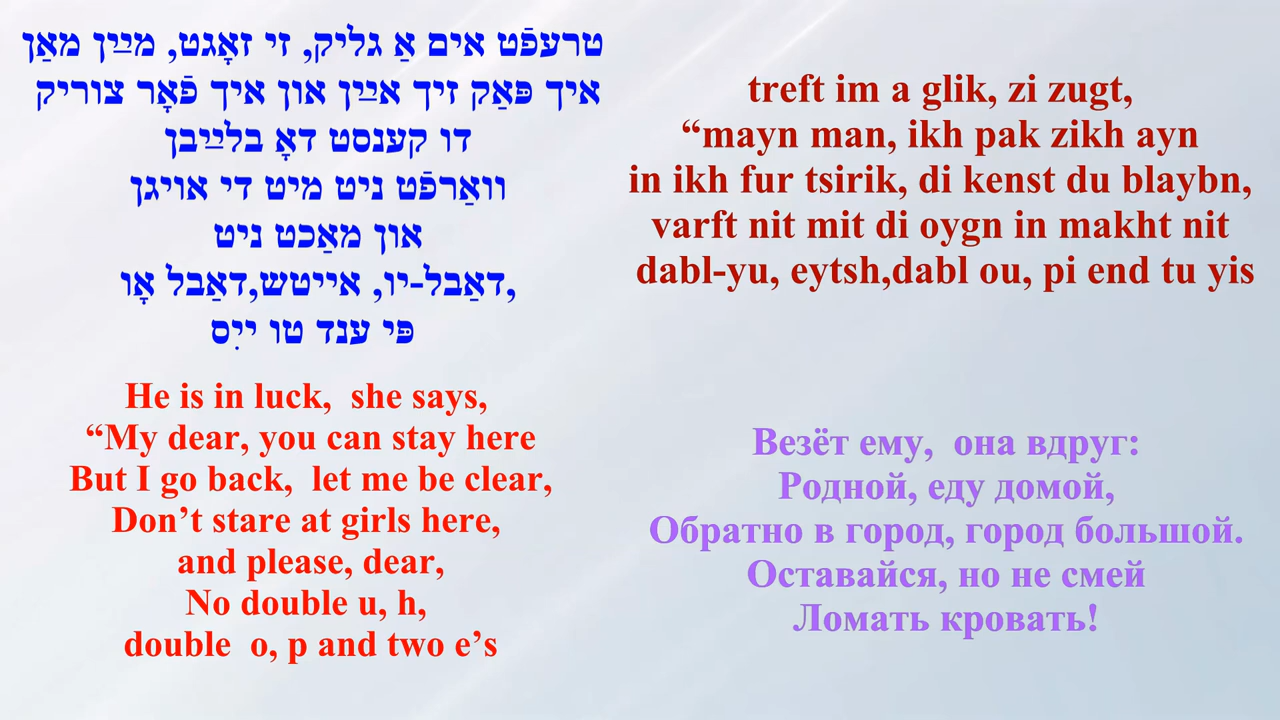 טרעפֿט אים אַ גליק, זי זאָגט, מײַן מאַן
איך פּאַק זיך אײַן און איך פֿאָר צוריק
דו קענסט דאָ בלײַבן
וואַרפֿט ניט מיט די אויגן
און מאַכט ניט
,דאַבל-יו, אייטש,דאַבל אָו
פּי ענד טו ייִס
treft im a glik, zi zugt,
“mayn man, ikh pak zikh ayn
in ikh fur tsirik, di kenst du blaybn,
varft nit mit di oygn in makht nit
dabl-yu, eytsh,dabl ou, pi end tu yis
He is in luck,  she says,
“My dear, you can stay here
But I go back,  let me be clear,
Don’t stare at girls here,
and please, dear,
No double u, h,
double  o, p and two e’s
Везёт ему,  она вдруг:
Родной, еду домой,
Обратно в город, город большой.
Оставайся, но не смей
Ломать кровать!